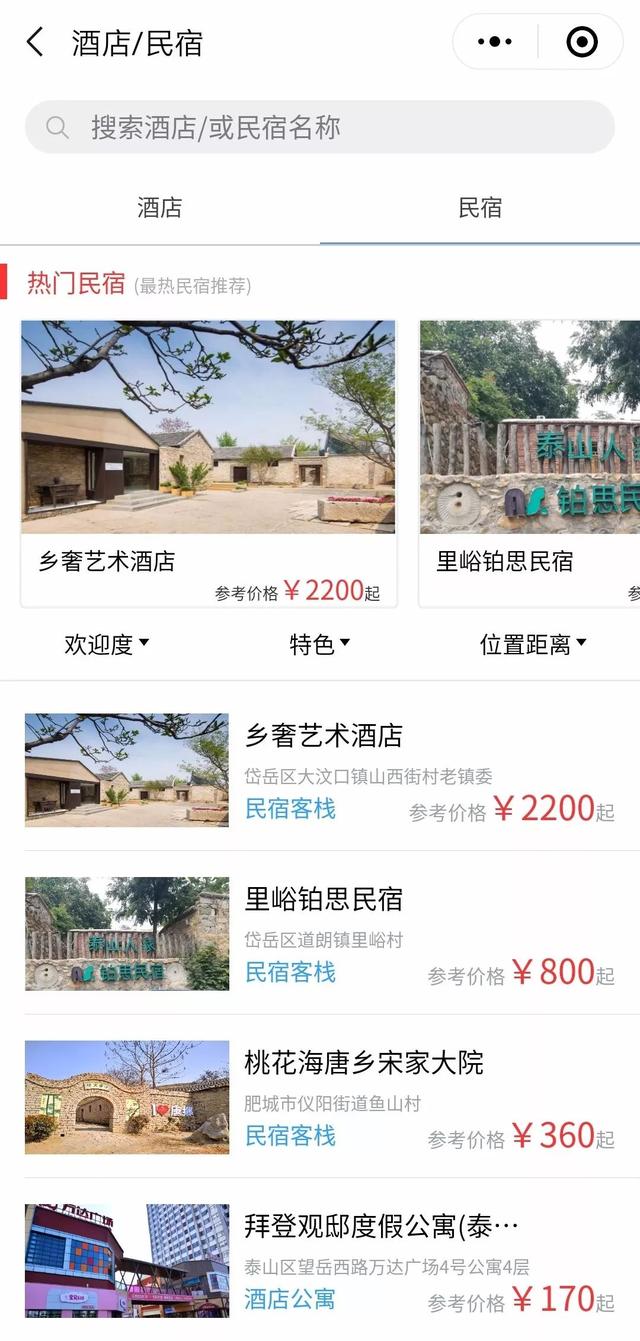 酒店/民宿
搜索酒店/或民宿名称
酒店
民宿
热门民宿 (最热民宿推荐)
泰山人
铂思民
乡奢艺术酒店
参考价格 ¥2200起
里峪铂思民宿
参
欢迎度
特色
位置距离
乡奢艺术酒店
岱岳区大汶口镇山西街村老镇委
民宿客栈
参考价格 ¥2200起
里峪铂思民宿
岱岳区道朗镇里峪村
民宿客栈
参考价格 ¥800起
泰山人家
铂思民宿
桃花海唐乡宋家大院
肥城市仪阳街道鱼山村
民宿客栈
参考价格 ¥360起
拜登观邸度假公寓(泰…
泰山区望岳西路万达广场4号公寓4层
酒店公寓
参考价格 ¥170起
万达广场